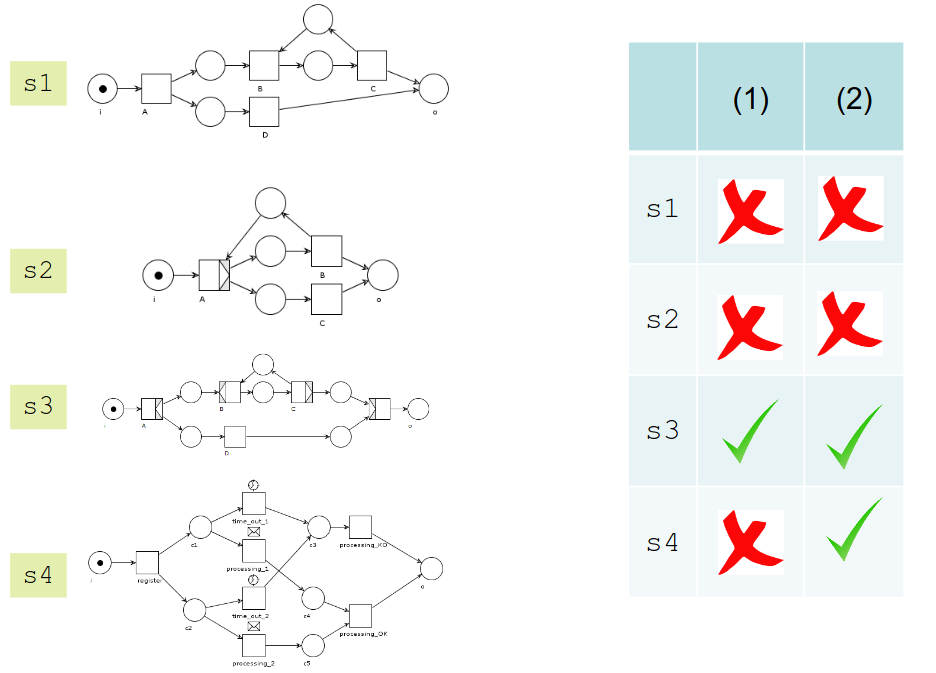 s1
i
A
B
C
D
o
s2
i
A
B
C
o
s3
i
A
B
C
D
o
s4
i
register
c1
c2
time_out_1
processing_1
time_out_2
processing_2
c3
c4
c5
processing_KO
processing_OK
o
(1) (2)
s1
s2
s3
s4